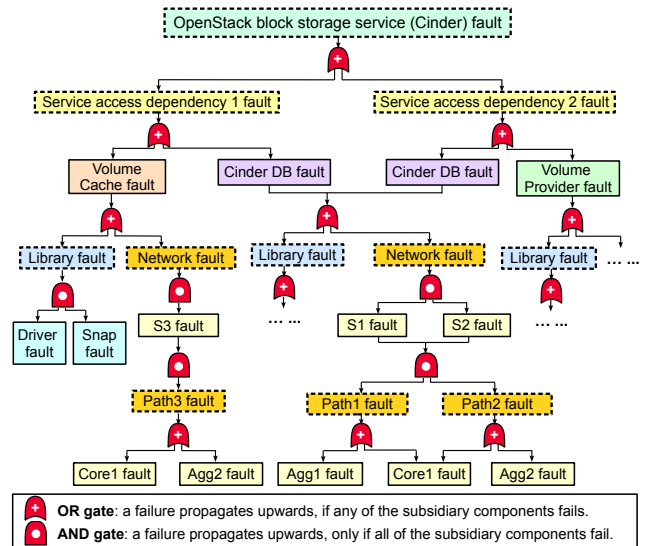 OpenStack block storage service (Cinder) fault
Service access dependency 1 fault
Service access dependency 2 fault
Volume
Cache fault
Cinder DB fault
Cinder DB fault
Volume
Provider fault
Library fault
Network fault
Library fault
Network fault
Library fault
... ...
Driver
fault
Snap
fault
S3 fault
... ...
S1 fault
S2 fault
... ...
Path3 fault
Path1 fault
Path2 fault
Core1 fault
Agg2 fault
Agg1 fault
Core1 fault
Agg2 fault
OR gate: a failure propagates upwards, if any of the subsidiary components fails.
AND gate: a failure propagates upwards, only if all of the subsidiary components fail.